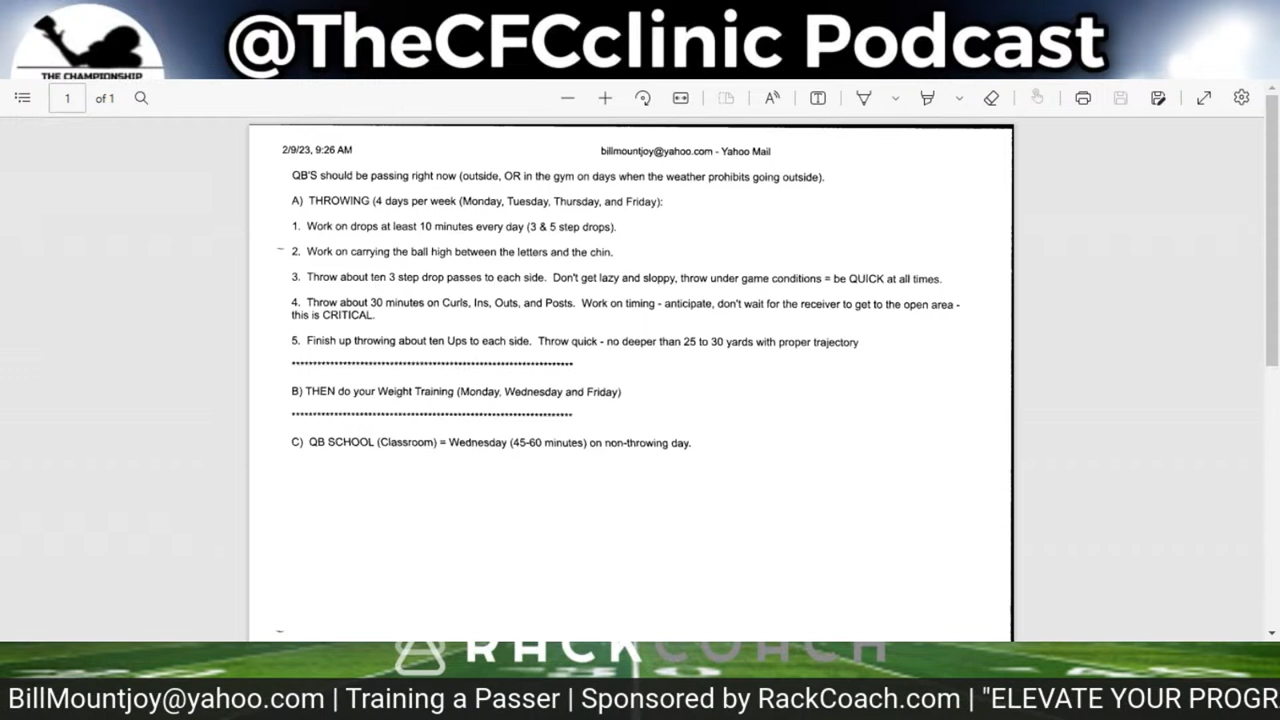 @TheCFCclinic Podcast
THE CHAMPIONSHIP
1 of 1
2/9/23, 9:26 AM billmountjoy@yahoo.com - Yahoo Mail
QB'S should be passing right now (outside, OR in the gym on days when the weather prohibits going outside).
A) THROWING (4 days per week (Monday, Tuesday, Thursday, and Friday):
1. Work on drops at least 10 minutes every day (3 & 5 step drops).
2. Work on carrying the ball high between the letters and the chin.
3. Throw about ten 3 step drop passes to each side. Don't get lazy and sloppy, throw under game conditions = be QUICK at all times.
4. Throw about 30 minutes on Curls, Ins, Outs, and Posts. Work on timing - anticipate, don't wait for the receiver to get to the open area -
this is CRITICAL.
5. Finish up throwing about ten Ups to each side. Throw quick - no deeper than 25 to 30 yards with proper trajectory
B) THEN do your Weight Training (Monday, Wednesday and Friday)
C) QB SCHOOL (Classroom) = Wednesday (45-60 minutes) on non-throwing day.
RACKCOACH
BillMountjoy@yahoo.com | Training a Passer | Sponsored by RackCoach.com | "ELEVATE YOUR PROGR